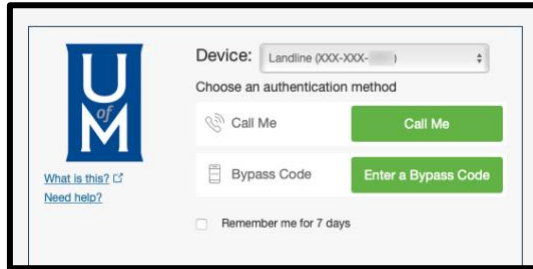 U
of
M
What is this?
Need help?
Device: Landline (XXX-XXX- )
Choose an authentication method
Call Me Call Me
Bypass Code Enter a Bypass Code
Remember me for 7 days